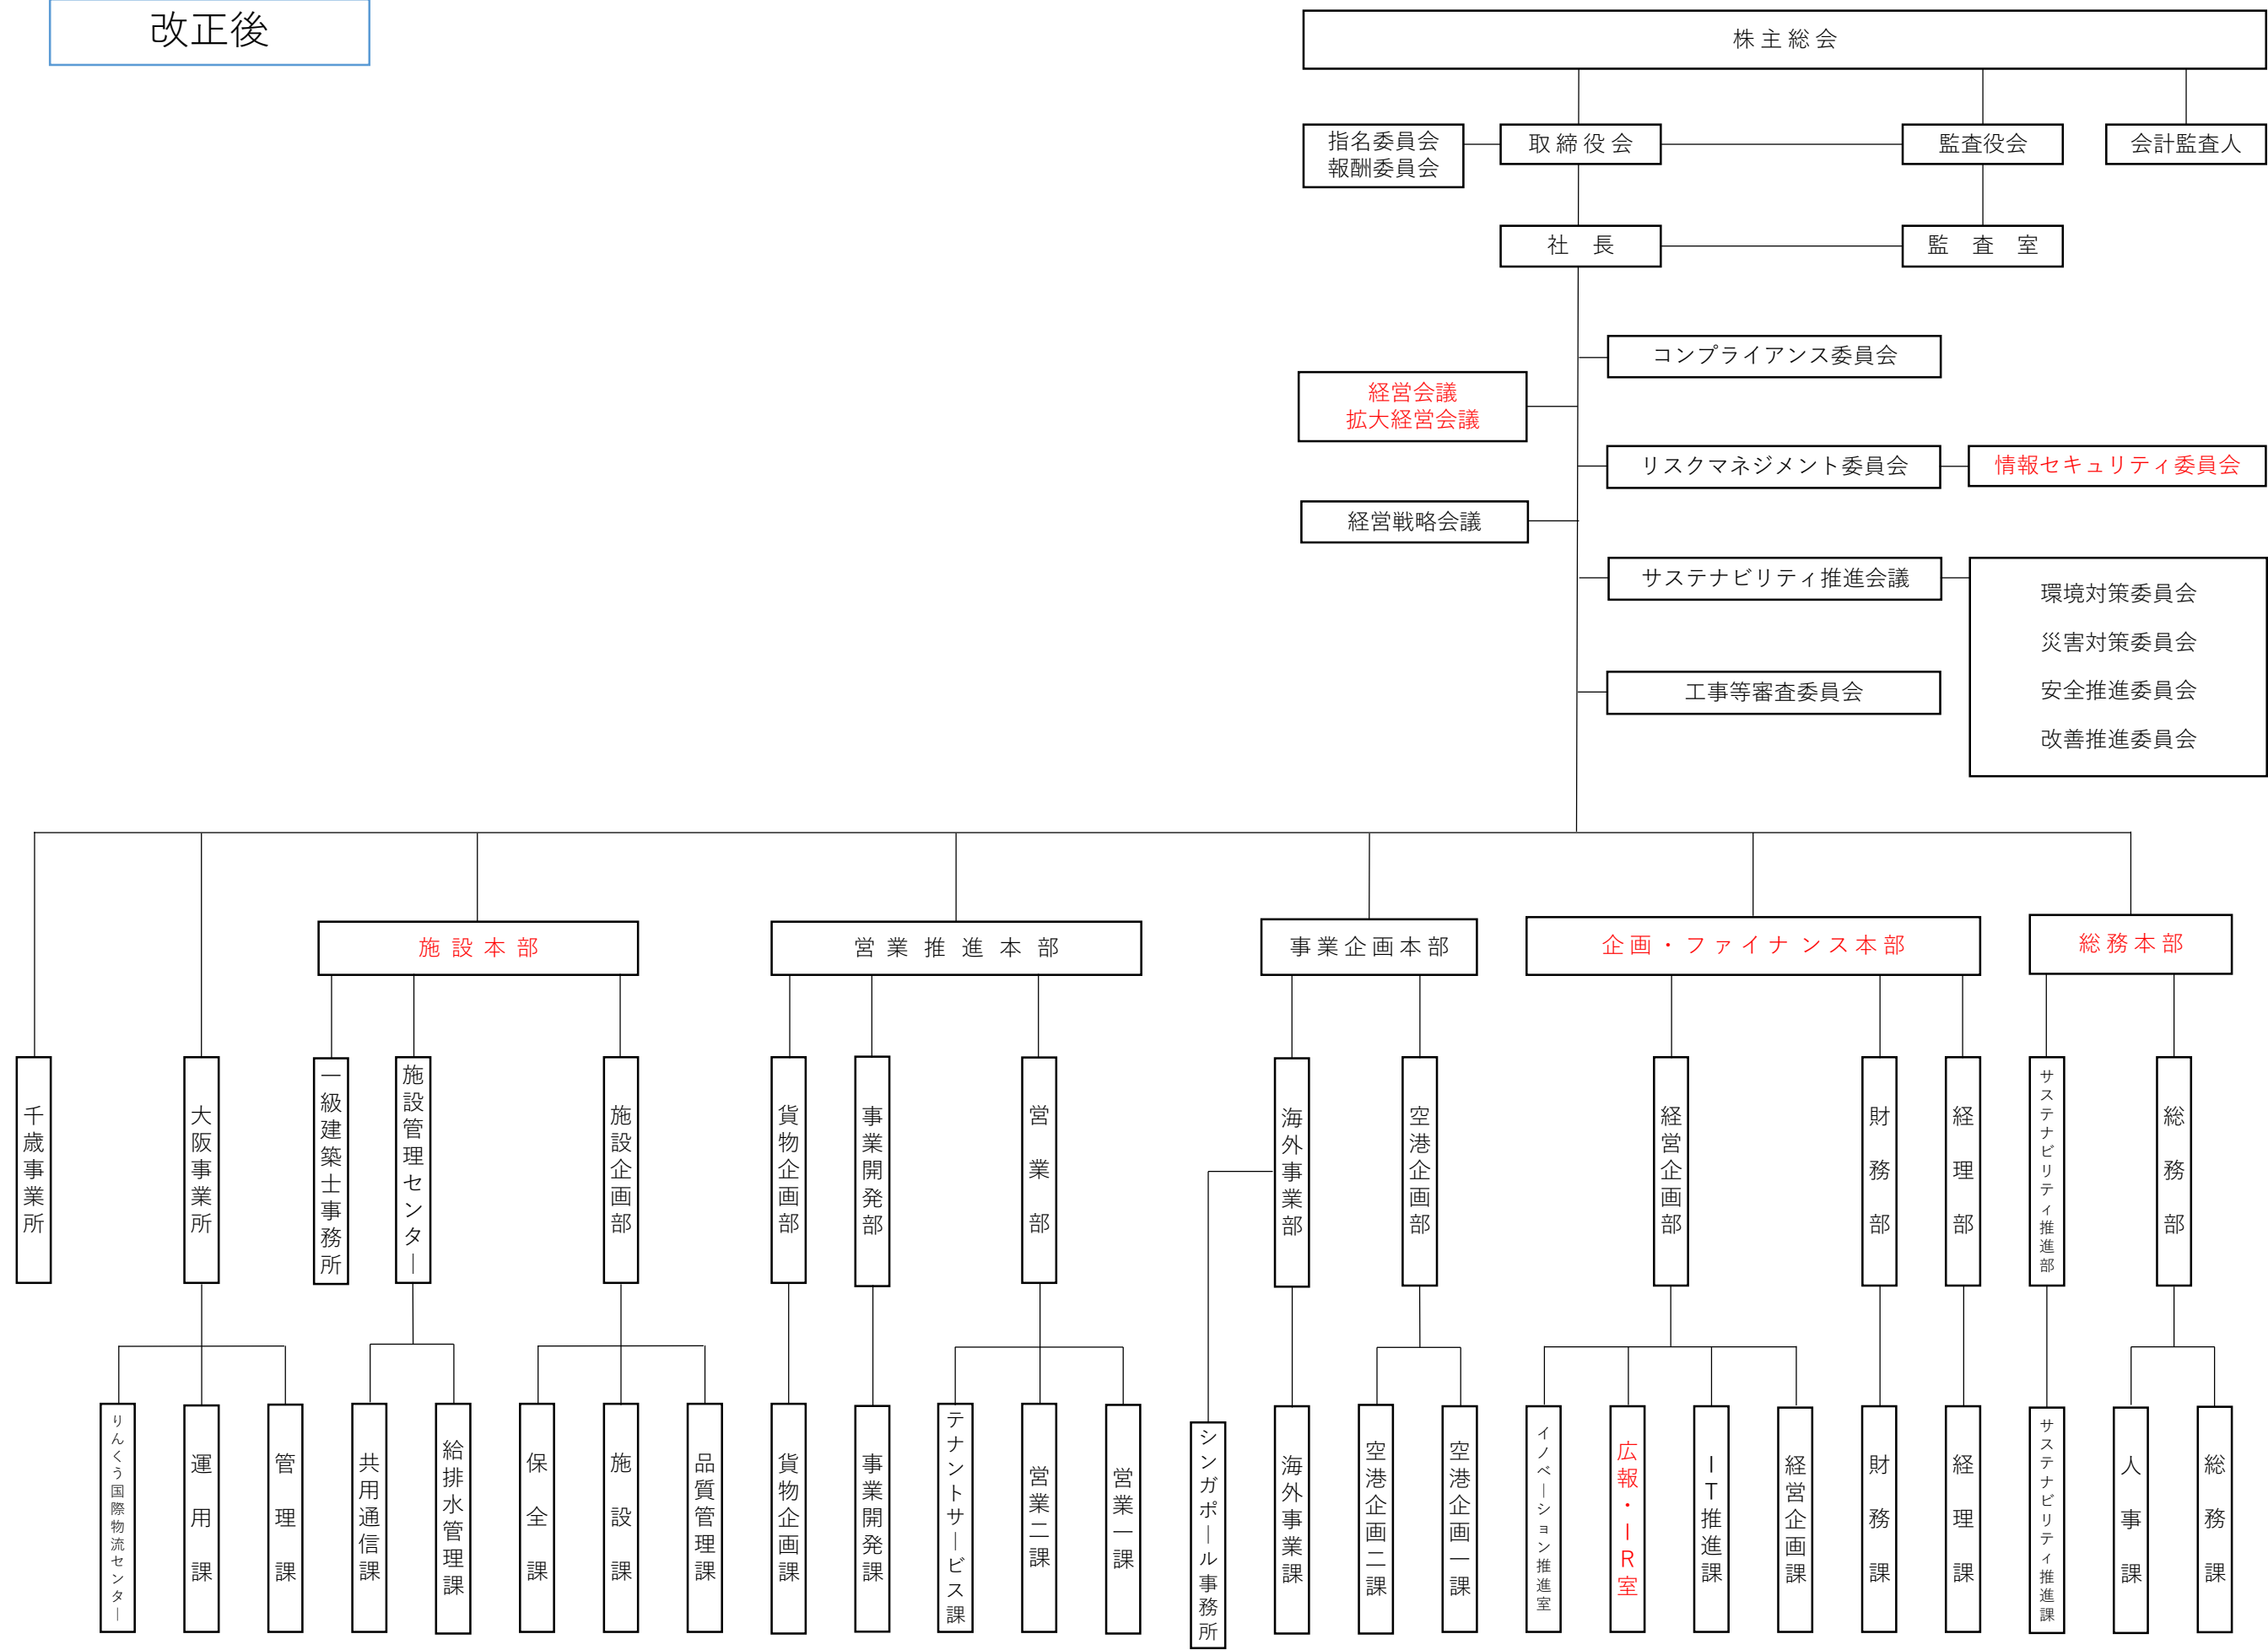 改正後
株主総会
指名委員会
報酬委員会
取締役会
監査役会
会計監査人
社 長
監 査 室
コンプライアンス委員会
経営会議
拡大経営会議
リスクマネジメント委員会
情報セキュリティ委員会
経営戦略会議
サステナビリティ推進会議
環境対策委員会
災害対策委員会
安全推進委員会
改善推進委員会
工事等審査委員会
施設本部
営業推進本部
事業企画本部
企画・ファイナンス本部
総務本部
千歳事業所
大阪事業所
一級建築士事務所
施設管理センター
施設企画部
貨物企画部
事業開発部
営業部
海外事業部
空港企画部
経営企画部
財務部
経理部
サステナビリティ推進部
総務部
りんくう国際物流センター
運用課
管理課
共用通信課
給排水管理課
保全課
施設課
品質管理課
貨物企画課
事業開発課
テナントサービス課
営業二課
営業一課
シンガポール事務所
海外事業課
空港企画二課
空港企画一課
イノベーション推進室
広報・IR室
IT推進課
経営企画課
財務課
経理課
サステナビリティ推進課
人事課
総務課